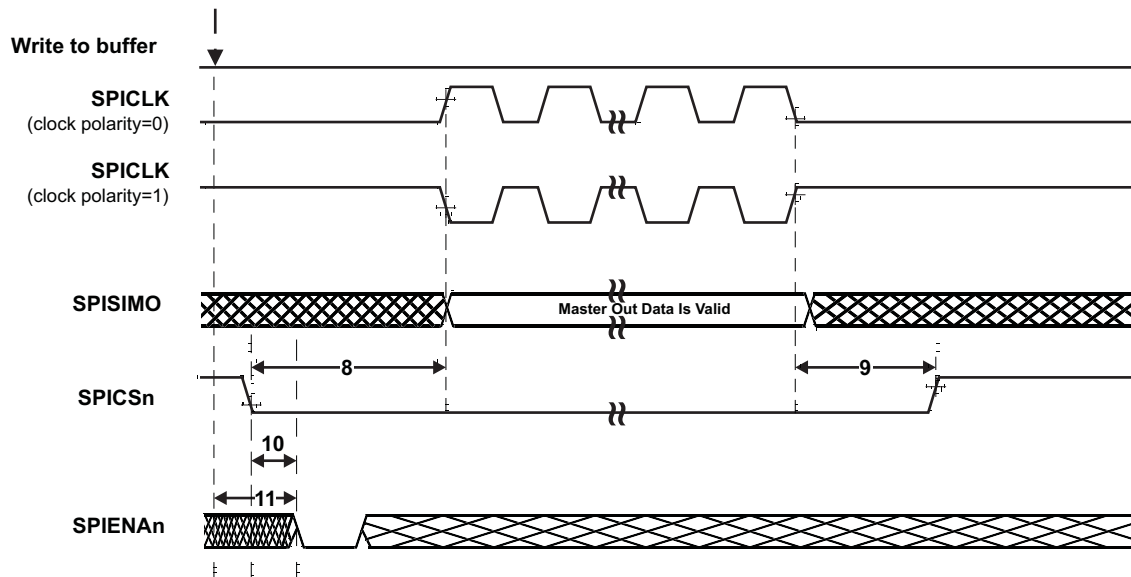 Write to buffer
SPICLK
(clock polarity=0)
SPICLK
(clock polarity=1)
SPISIMO
Master Out Data Is Valid
8
9
SPICSn
10
11
SPIENAn